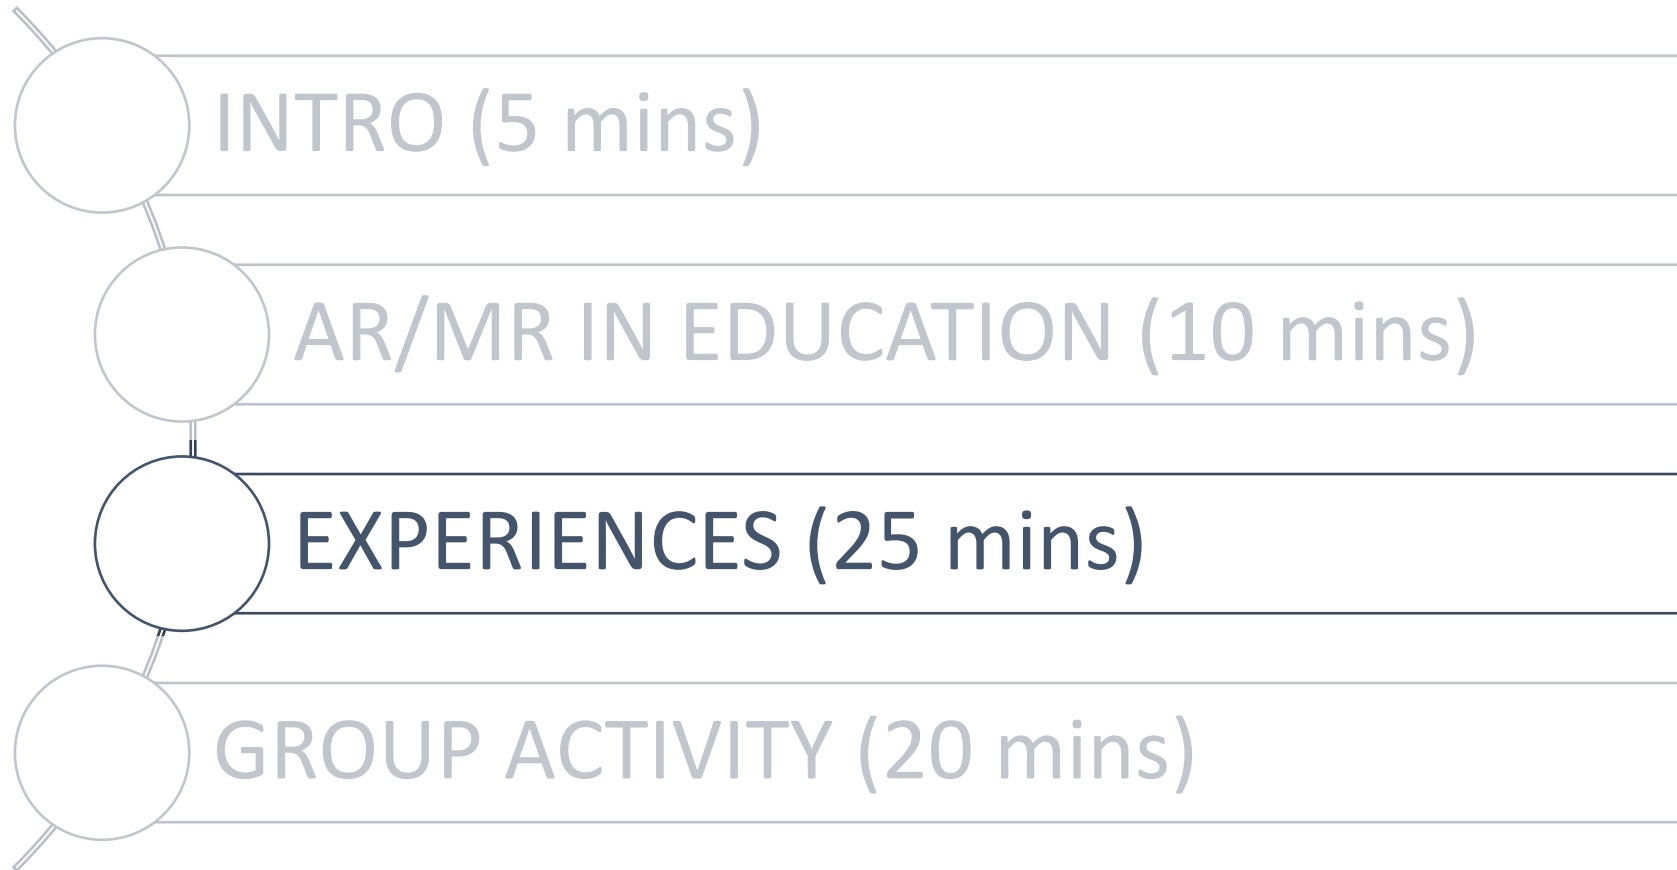 INTRO (5 mins)
AR/MR IN EDUCATION (10 mins)
EXPERIENCES (25 mins)
GROUP ACTIVITY (20 mins)